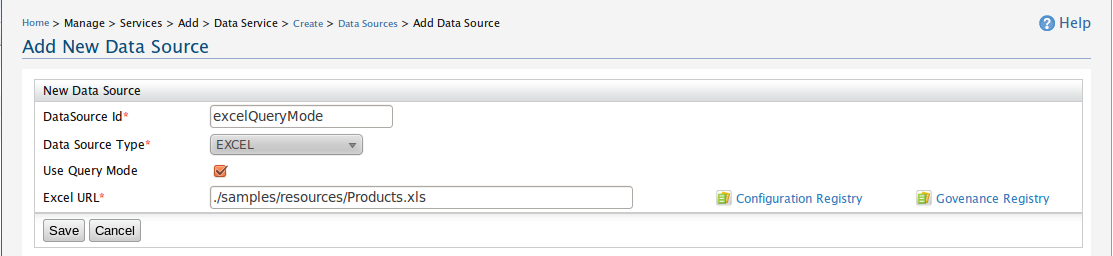 Home > Manage > Services > Add > Data Service > Create > Data Sources > Add Data Source
Help
Add New Data Source
New Data Source
DataSource Id* excelQueryMode
Data Source Type* EXCEL
Use Query Mode
Excel URL* ./samples/resources/Products.xls Configuration Registry Govenance Registry
Save Cancel